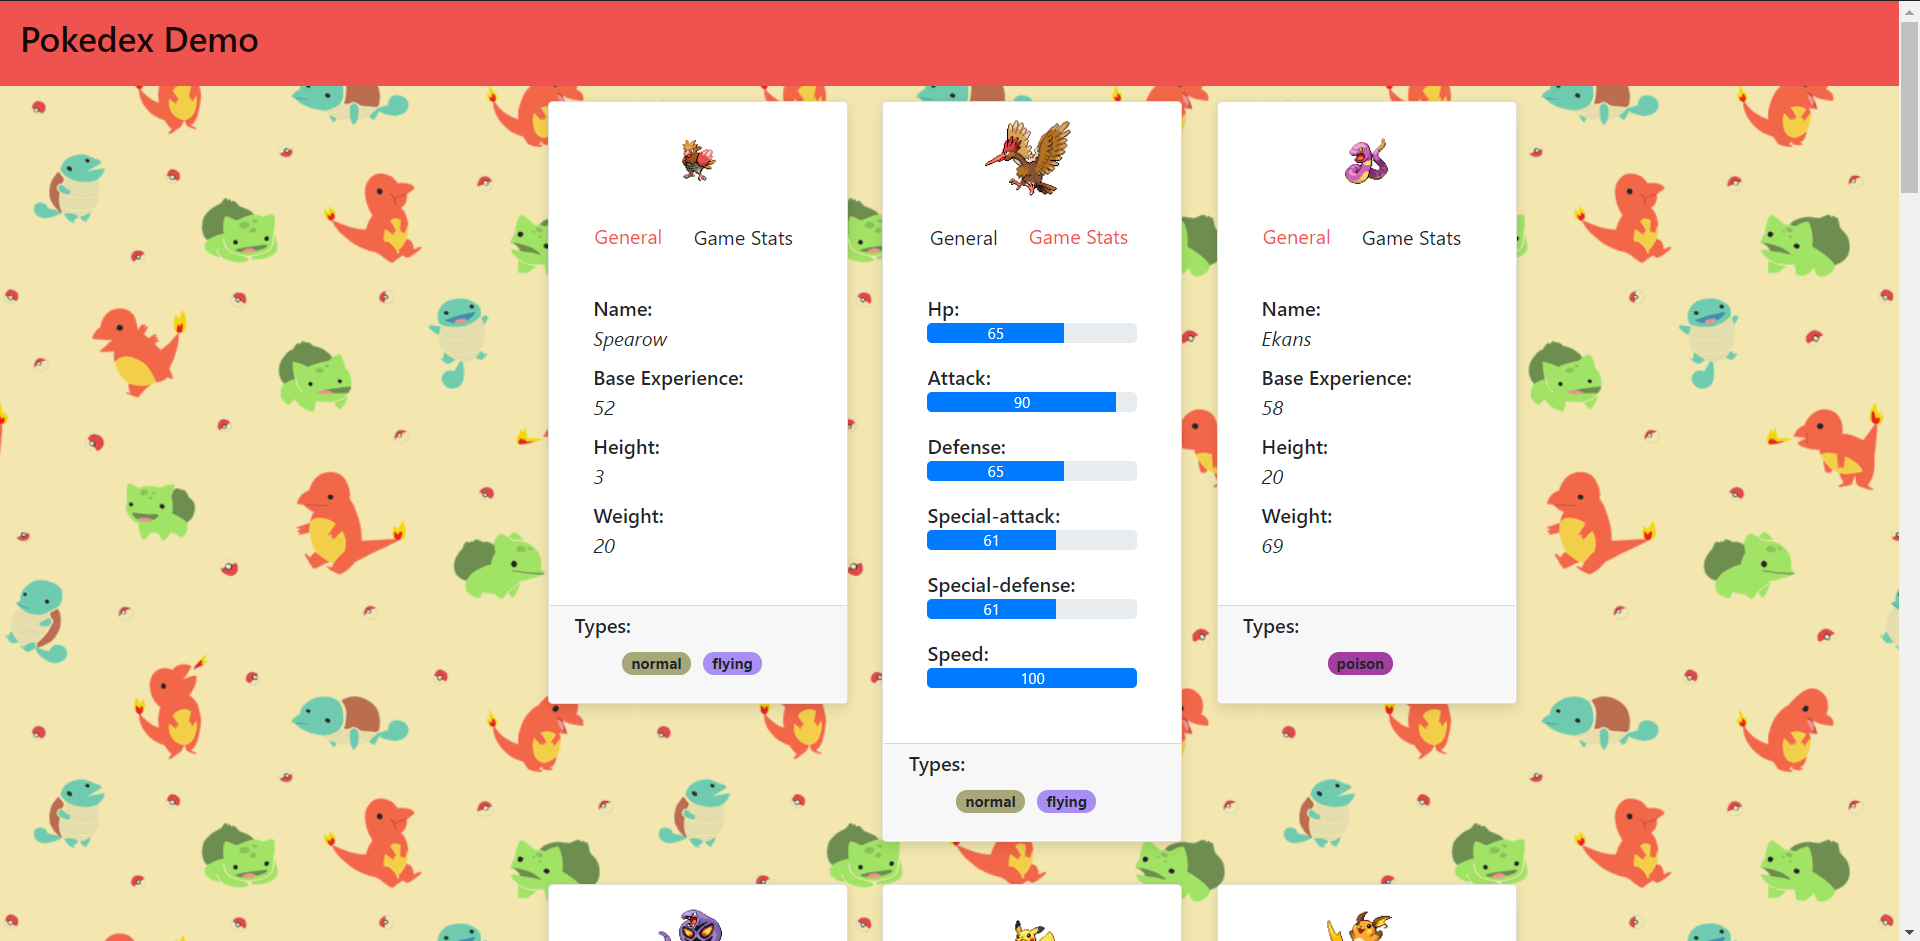 Pokedex Demo
General Game Stats
Name:
Spearow
Base Experience:
52
Height:
3
Weight:
20
Types:
normal flying
General Game Stats
Hp:
65
Attack:
90
Defense:
65
Special-attack:
61
Special-defense:
61
Speed:
100
Types:
normal flying
General Game Stats
Name:
Ekans
Base Experience:
58
Height:
20
Weight:
69
Types:
poison